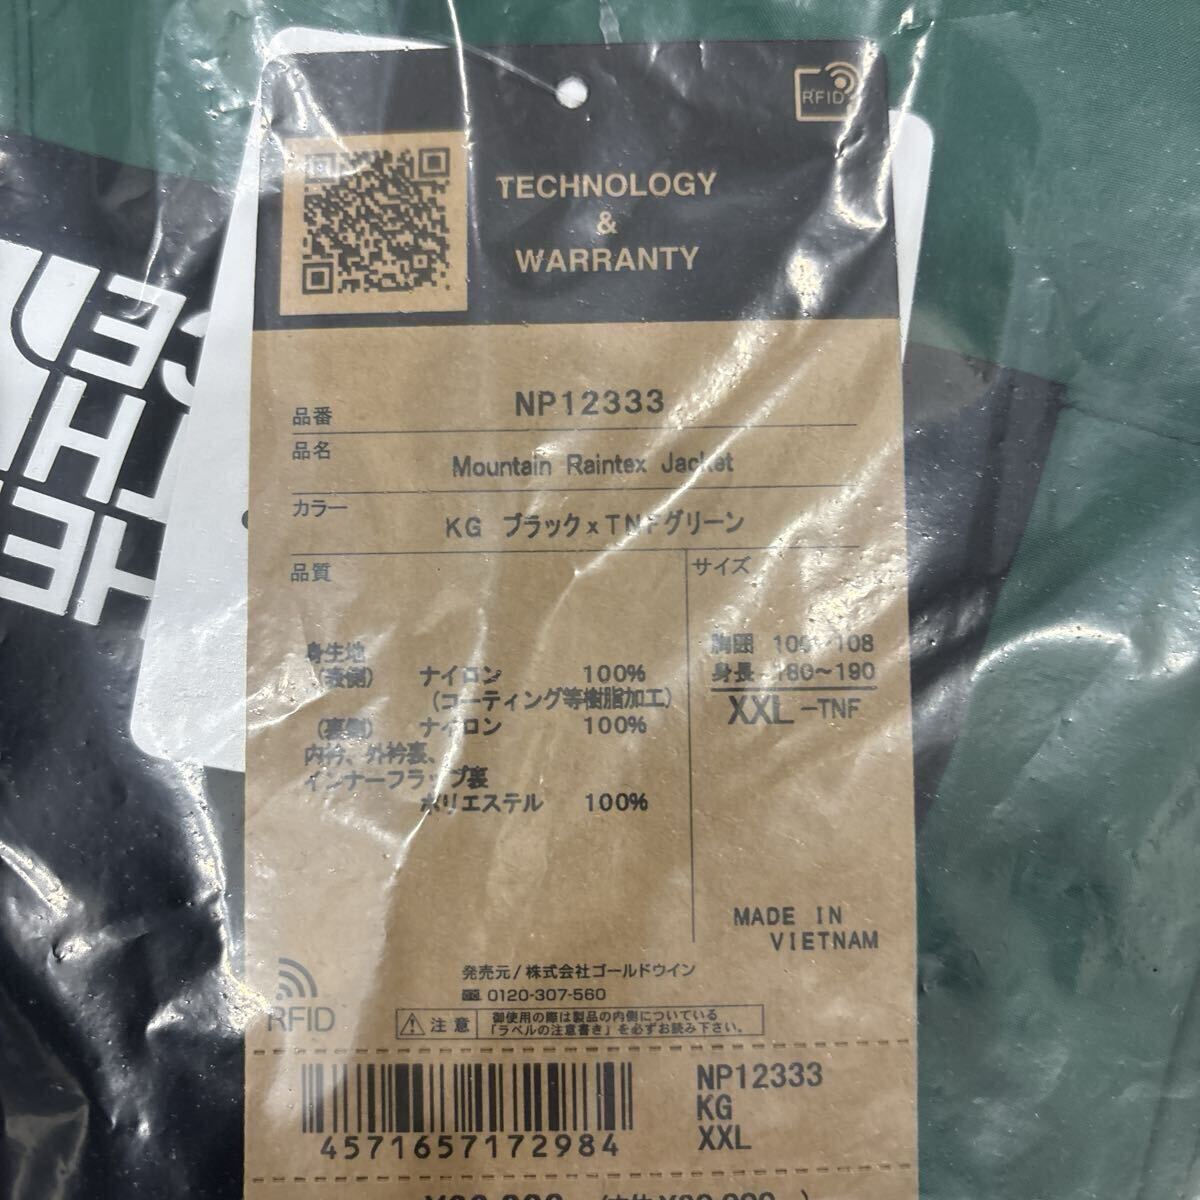 RFID
TECHNOLOGY
&
WARRANTY
品番 NP12333
品名 Mountain Raintex Jacket
カラー KG ブラック×TNFグリーン
品質
サイズ
身生地
(表側) ナイロン 100%
(コーティング等樹脂加工)
(裏側) ナイロン 100%
内衿、外衿裏、
インナーフラップ裏
ポリエステル 100%
胸囲 108
身長 180~190
XXL -TNF
MADE IN
VIETNAM
発売元/株式会社ゴールドウイン
0120-307-560
RFID
注意 御使用の際は製品の内側についている
「ラベルの注意書き」を必ずお読み下さい。
4571657172984
NP12333
KG
XXL